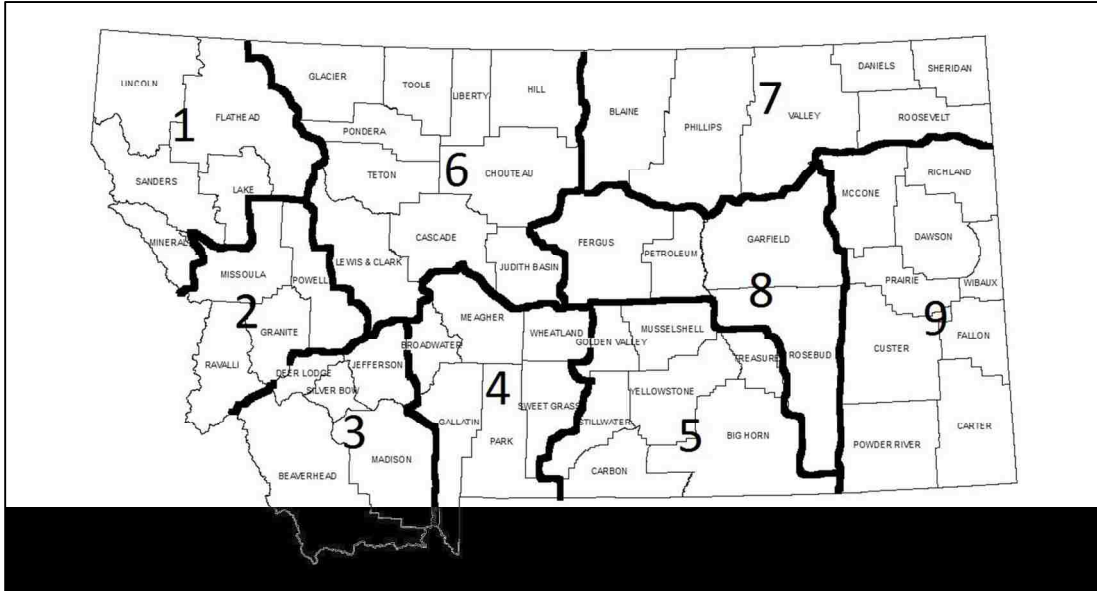 LINCOLN
FLATHEAD
1
SANDERS
LAKE
MINERAL
GLACIER
TOOLE
LIBERTY
HILL
PONDERA
TETON
6
CHOUTEAU
CASCADE
LEWIS & CLARK
JUDITH BASIN
BLAINE
PHILLIPS
7
VALLEY
DANIELS
SHERIDAN
ROOSEVELT
MISSOULA
POWELL
2
GRANITE
RAVALLI
DEER LODGE
SILVER BOW
JEFFERSON
3
BEAVERHEAD
MADISON
MEAGHER
BROADWATER
WHEATLAND
4
GALLATIN
PARK
SWEET GRASS
GOLDEN VALLEY
MUSSELSHELL
STILLWATER
YELLOWSTONE
TREASURE
5
BIG HORN
CARBON
FERGUS
PETROLEUM
GARFIELD
8
ROSEBUD
MCCONE
RICHLAND
DAWSON
PRAIRIE
WIBAUX
9
CUSTER
FALLON
POWDER RIVER
CARTER